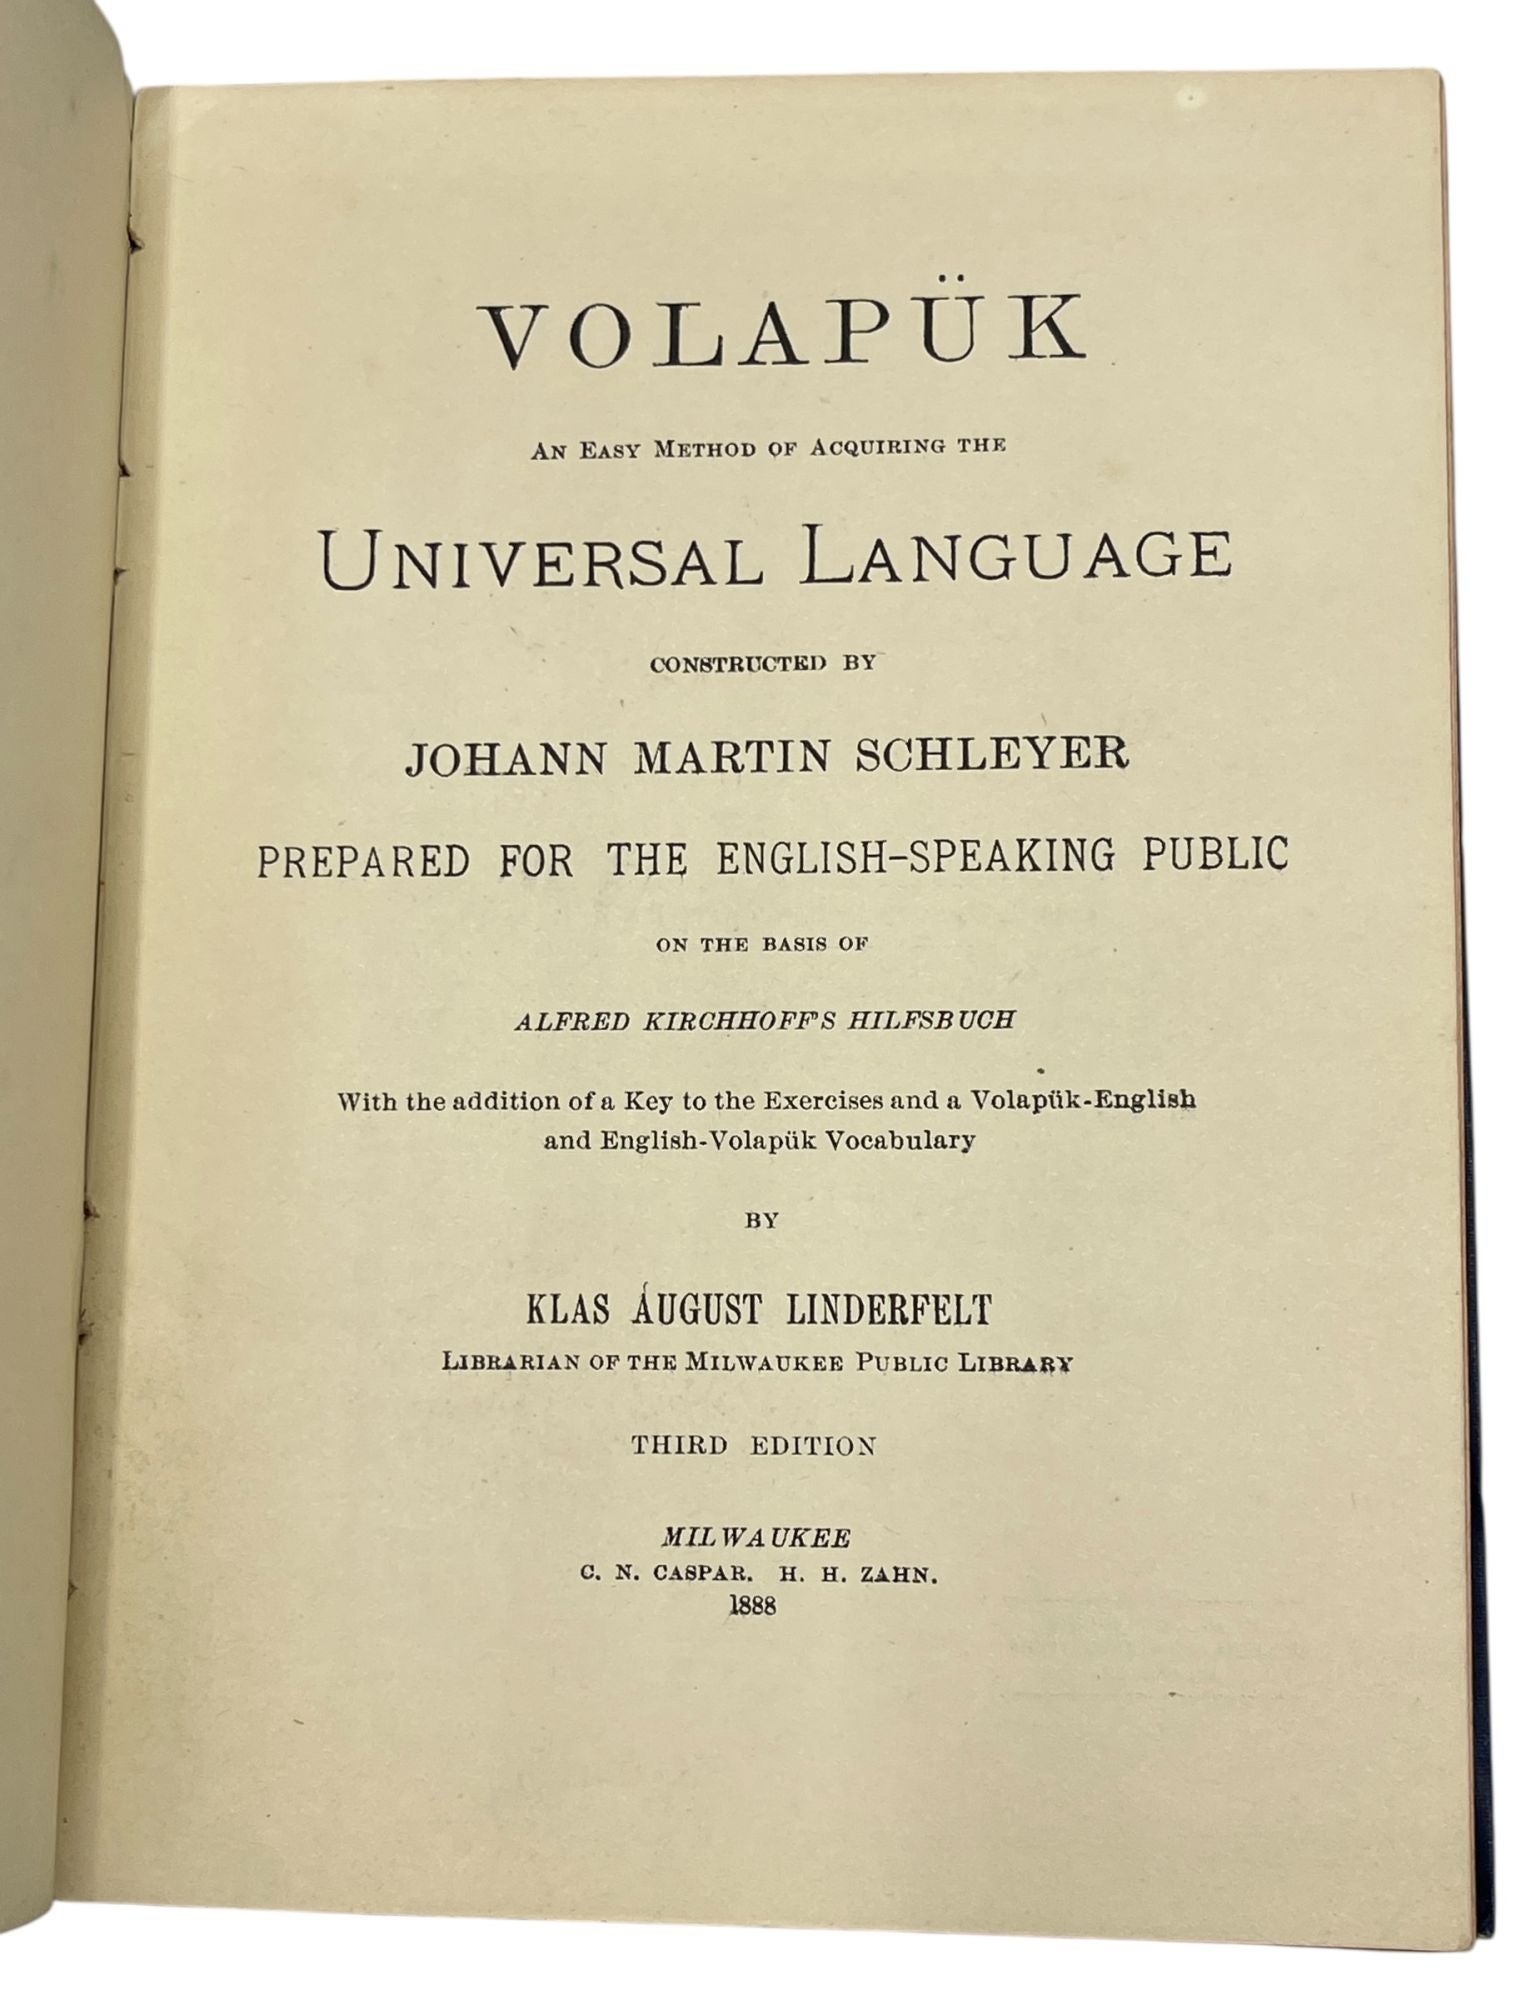 VOLAPÜK
AN EASY METHOD OF ACQUIRING THE
UNIVERSAL LANGUAGE
CONSTRUCTED BY
JOHANN MARTIN SCHLEYER
PREPARED FOR THE ENGLISH-SPEAKING PUBLIC
ON THE BASIS OF
ALFRED KIRCHHOFF'S HILFSBUCH
With the addition of a Key to the Exercises and a Volapük-English
and English-Volapük Vocabulary
BY
KLAS AUGUST LINDERFELT
LIBRARIAN OF THE MILWAUKEE PUBLIC LIBRARY
THIRD EDITION
MILWAUKEE
C. N. CASPAR. H. H. ZAHN.
1888